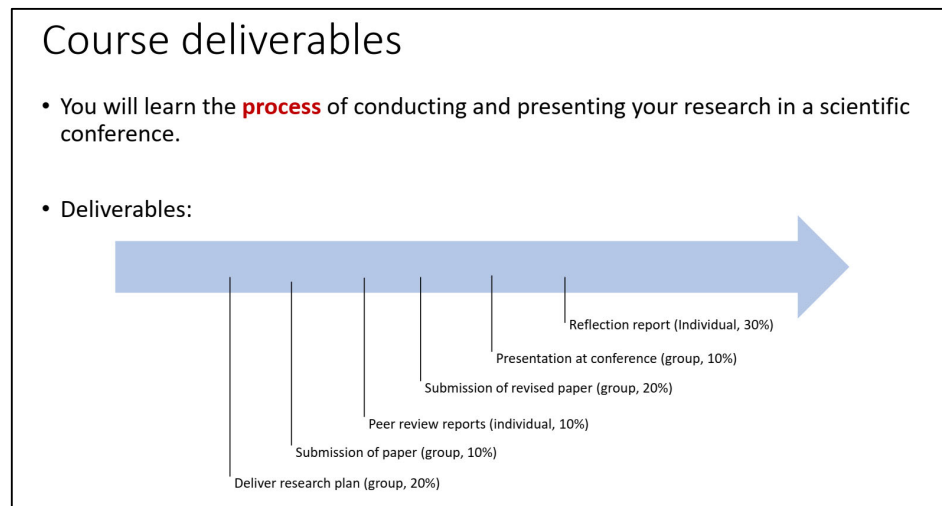 Course deliverables
• You will learn the process of conducting and presenting your research in a scientific
conference.
• Deliverables:
Reflection report (Individual, 30%)
Presentation at conference (group, 10%)
Submission of revised paper (group, 20%)
Peer review reports (individual, 10%)
Submission of paper (group, 10%)
Deliver research plan (group, 20%)